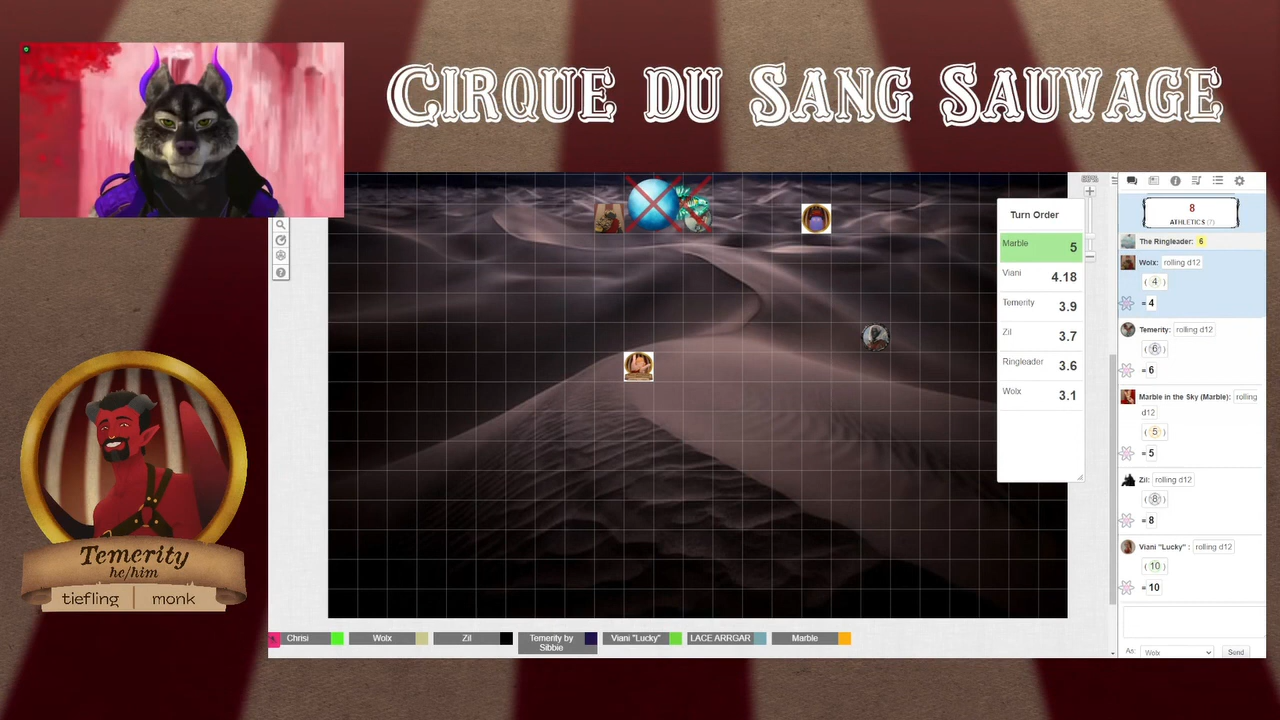 CIRQUE DU SANG SAUVAGE
Temerity
he/him
tiefling | monk
Turn Order
Marble 5
Viani 4.18
Temerity 3.9
Zil 3.7
Ringleader 3.6
Wolx 3.1
8
ATHLETICS (7)
The Ringleader: 6
Wolx: rolling d12
( 4 )
= 4
Temerity: rolling d12
( 6 )
= 6
Marble in the Sky (Marble): rolling
d12
( 5 )
= 5
Zil: rolling d12
( 8 )
= 8
Viani "Lucky" : rolling d12
( 10 )
= 10
As: Wolx Send
Chrisi
Wolx
Zil
Temerity by
Sibbie
Viani "Lucky"
LACE ARRGAR
Marble